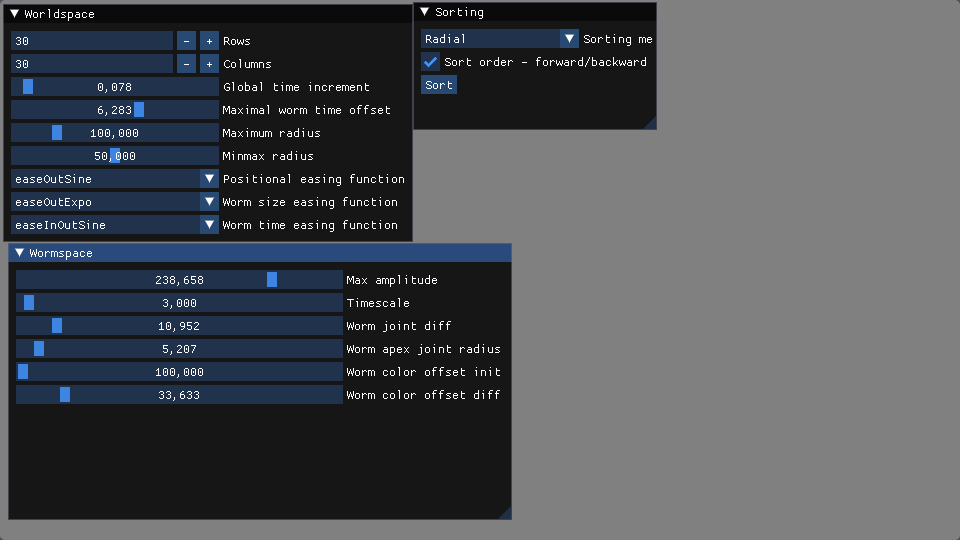 Worldspace
30 - + Rows
30 - + Columns
0,078 Global time increment
6,283 Maximal worm time offset
100,000 Maximum radius
50,000 Minmax radius
easeOutSine Positional easing function
easeOutExpo Worm size easing function
easeInOutSine Worm time easing function
Sorting
Radial Sorting me
Sort order - forward/backward
Sort
Wormspace
238,658 Max amplitude
3,000 Timescale
10,952 Worm joint diff
5,207 Worm apex joint radius
100,000 Worm color offset init
33,633 Worm color offset diff